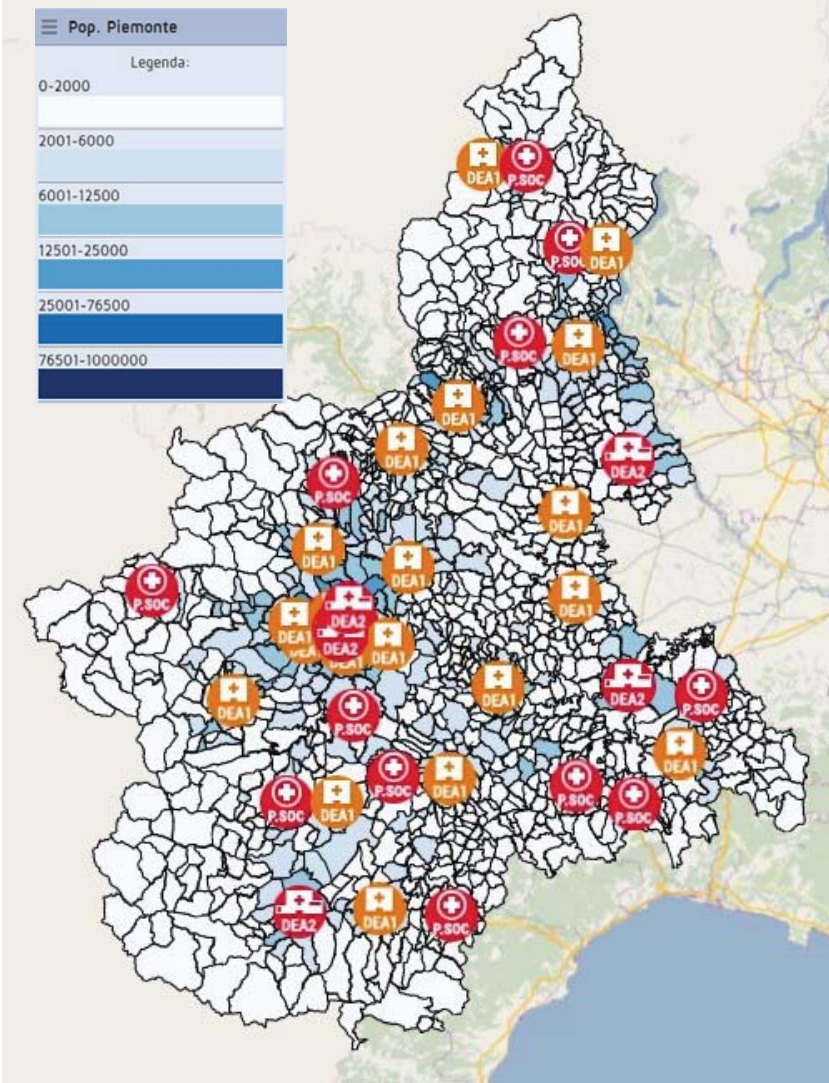 Pop. Piemonte
Legenda:
0-2000
2001-6000
6001-12500
12501-25000
25001-76500
76501-1000000
DEA1
P.SOC
P.SOC
DEA1
P.SOC
DEA1
DEA1
DEA1
DEA2
P.SOC
DEA1
DEA1
DEA1
P.SOC
DEA1
DEA2
DEA1
DEA2
DEA1
DEA1
DEA1
DEA2
P.SOC
DEA1
P.SOC
DEA1
P.SOC
DEA1
P.SOC
P.SOC
DEA1
P.SOC
DEA2
DEA1
P.SOC